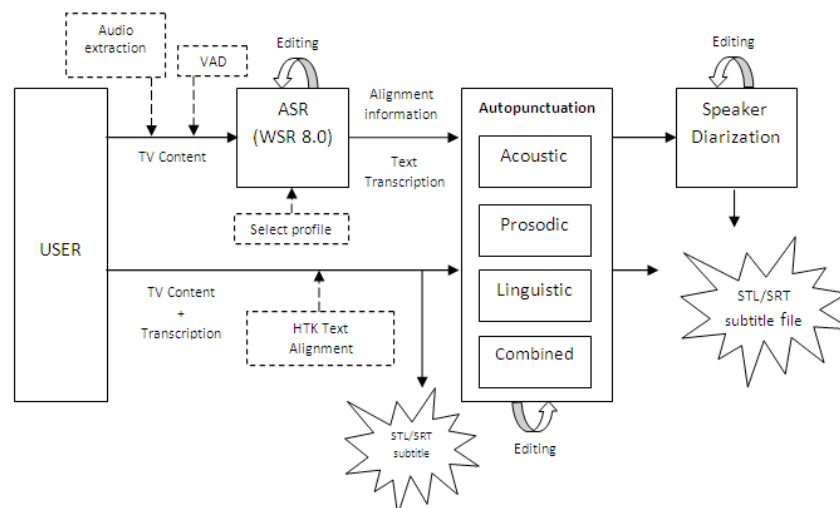 Audio
extraction
VAD
Editing
Editing
USER
TV Content
ASR
(WSR 8.0)
Select profile
Alignment
information
Text
Transcription
Autopunctuation
Acoustic
Prosodic
Linguistic
Combined
Speaker
Diarization
TV Content
+
Transcription
HTK Text
Alignment
STL/SRT
subtitle
Editing
STL/SRT
subtitle file